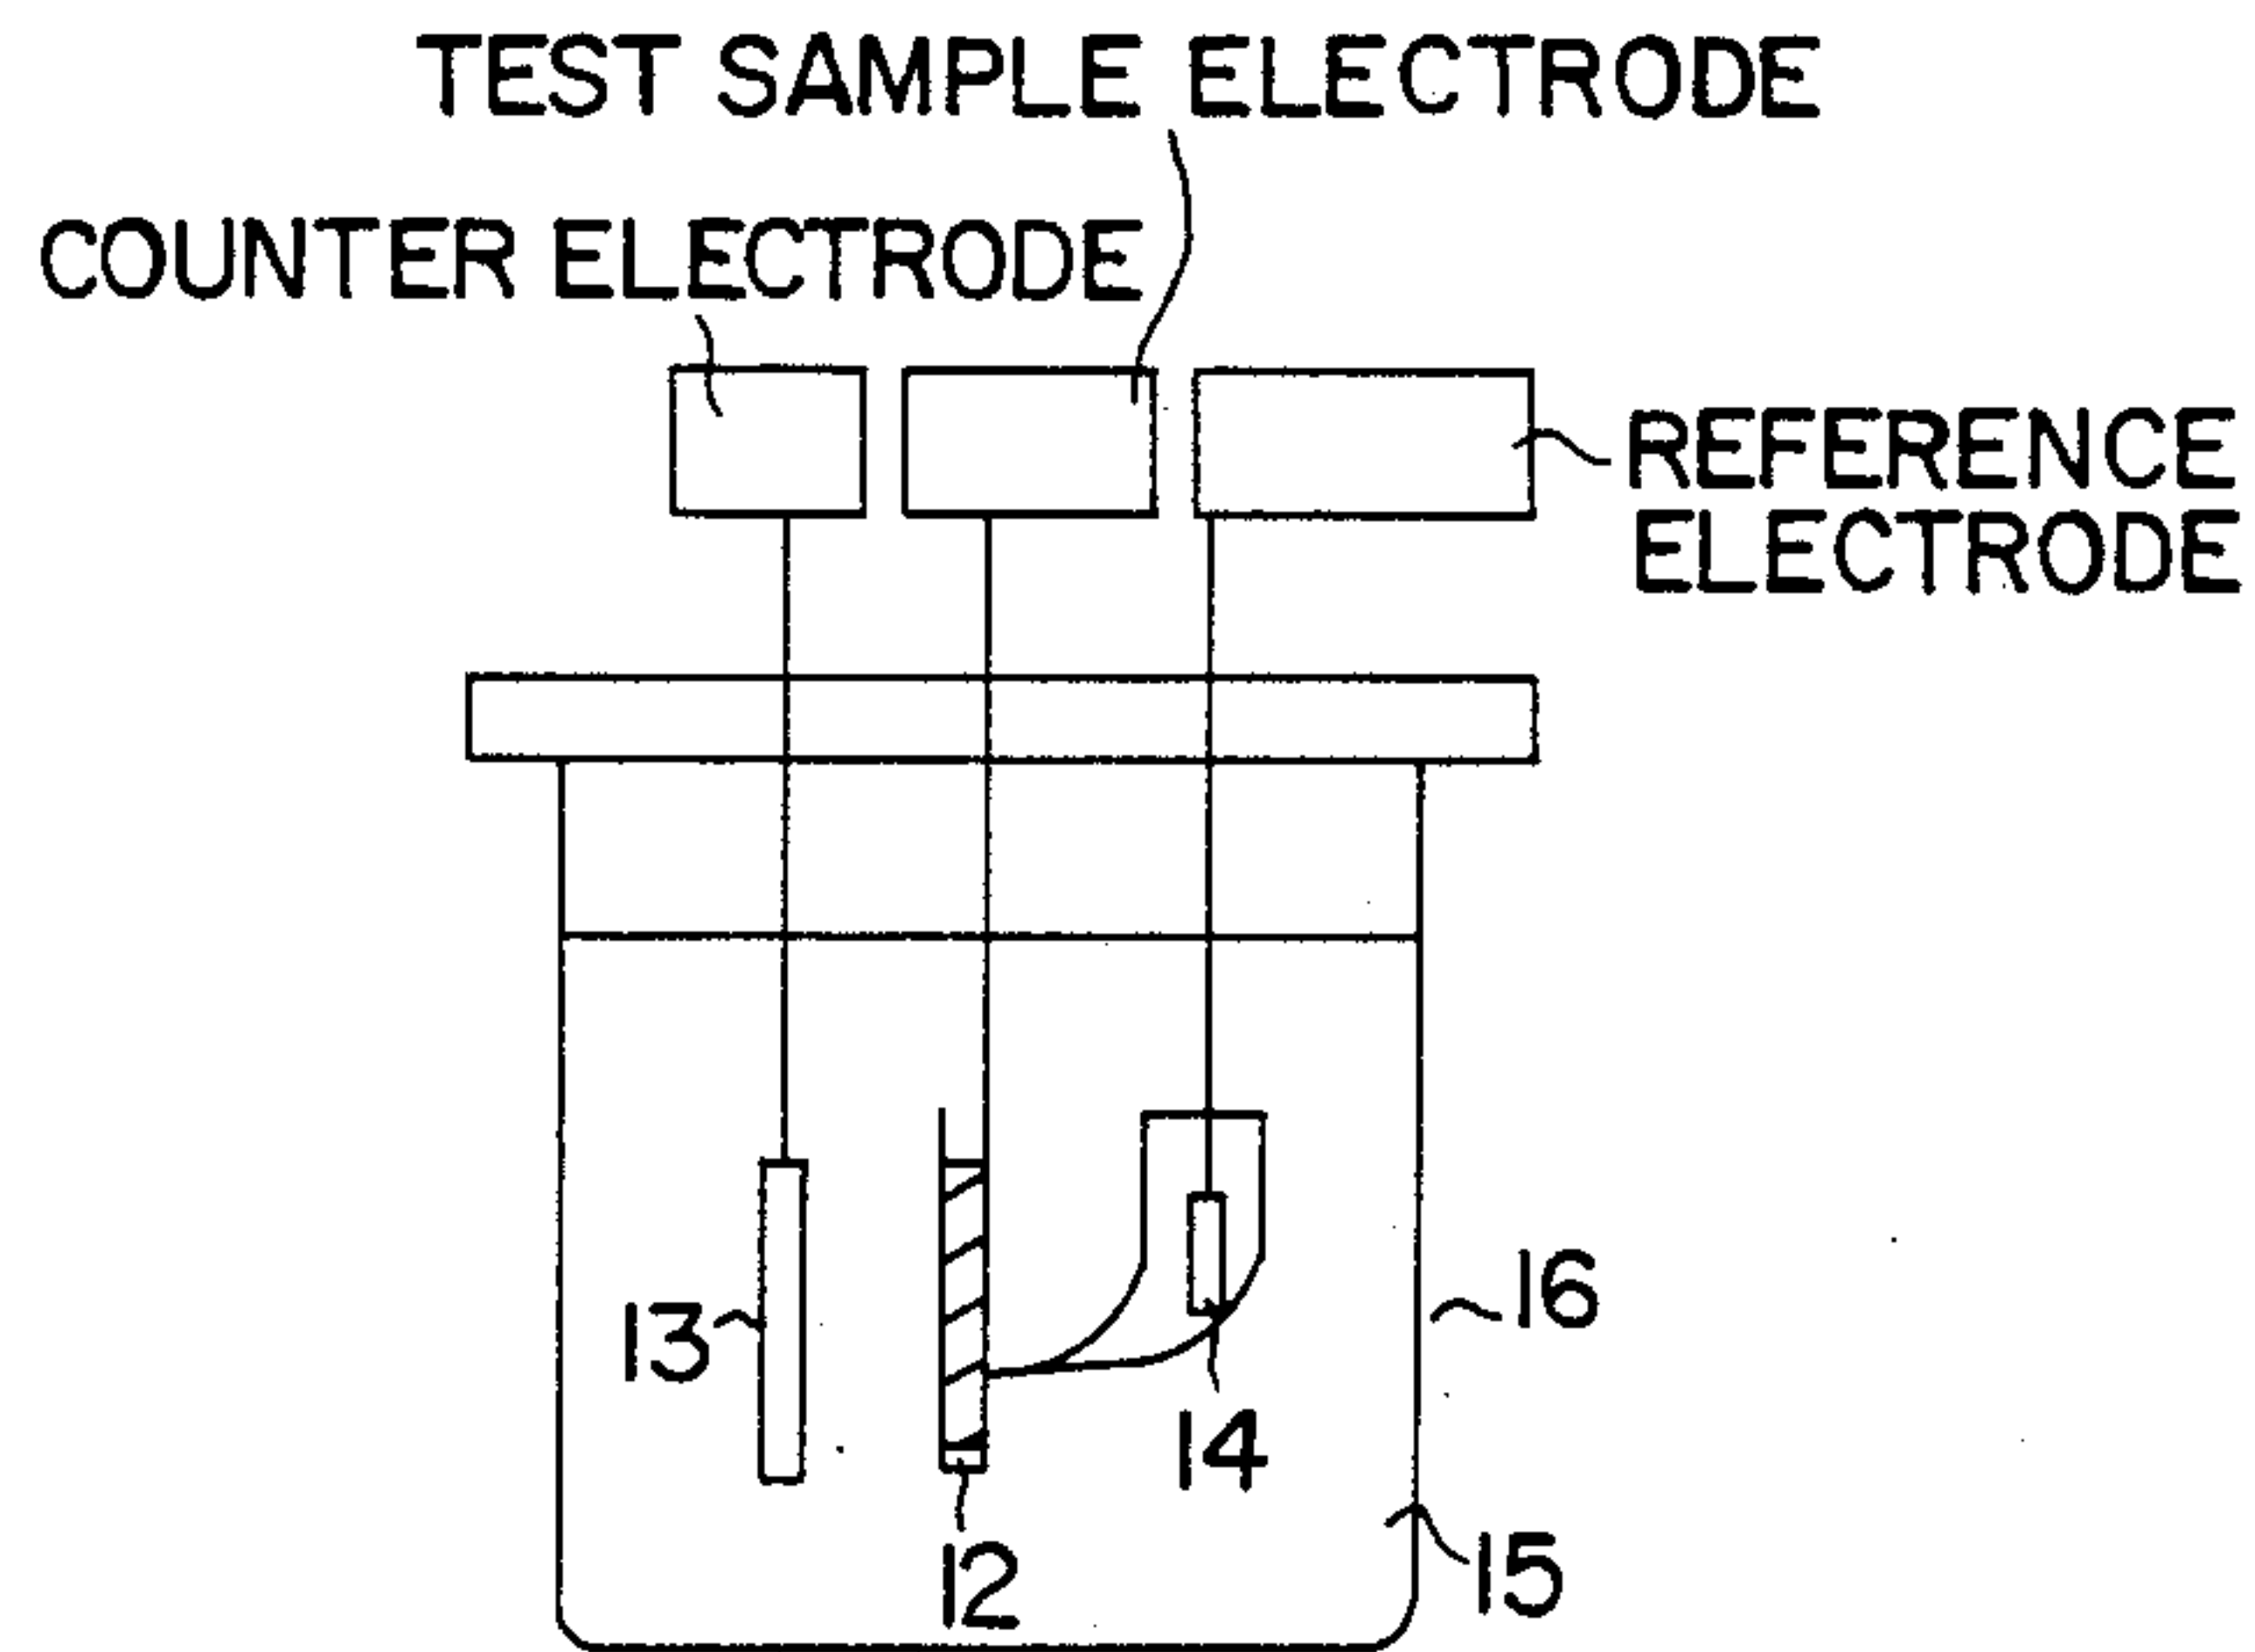 TEST SAMPLE ELECTRODE
COUNTER ELECTRODE
REFERENCE
ELECTRODE
16
13
14
15
12